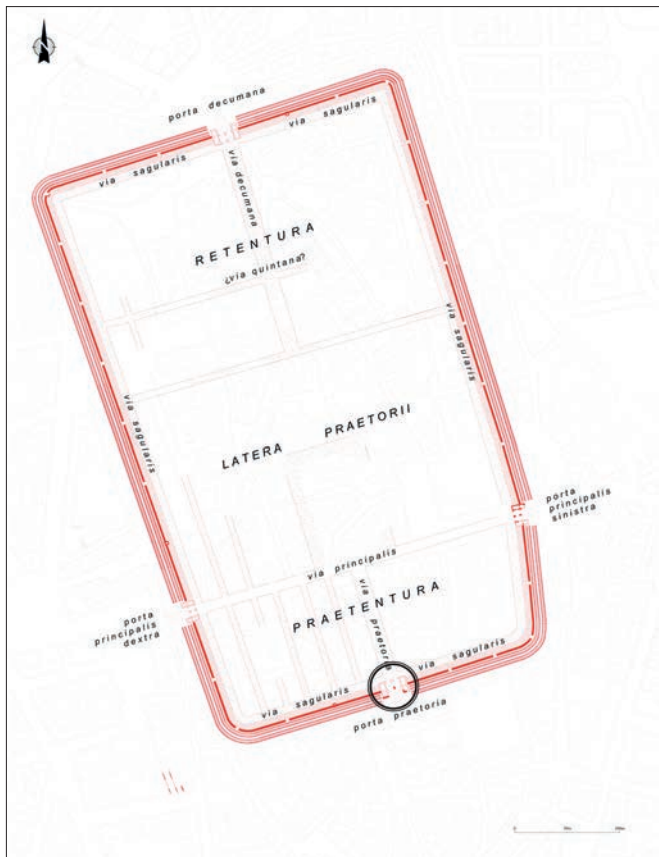 N
porta decumana
via sagularis
via sagularis
via decumana
RETENTURA
¿via quintana?
via sagularis
via sagularis
LATERA PRAETORII
porta
principalis
sinistra
via principalis
porta
principalis
dextra
PRAETENTURA
via praetoria
via sagularis
via sagularis
porta praetoria
0